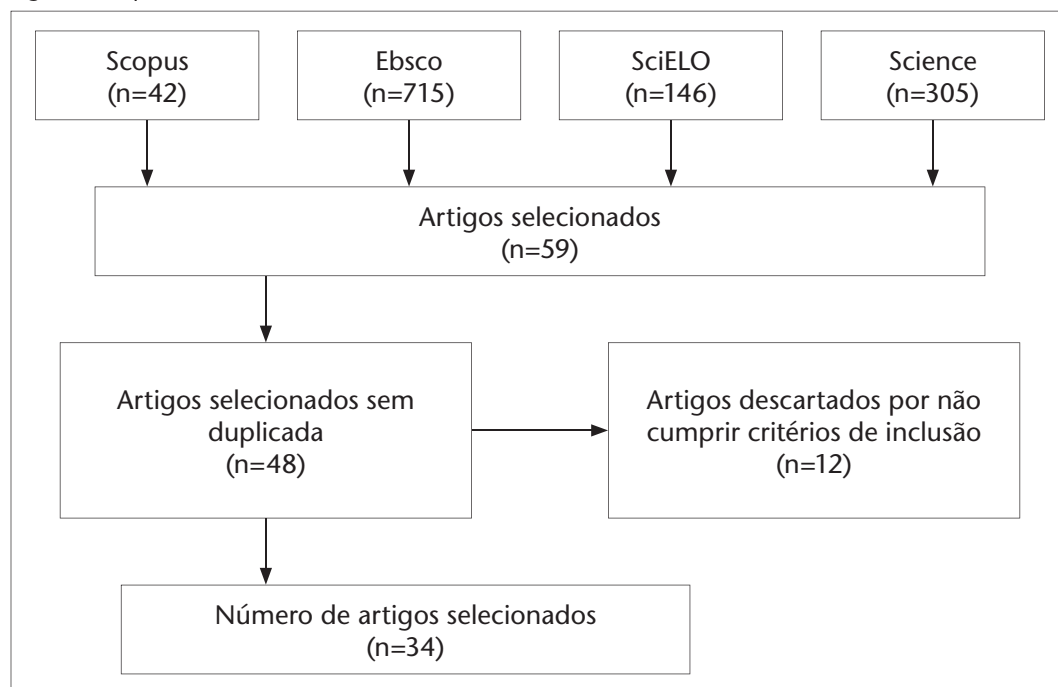 Scopus
(n=42)
Ebsco
(n=715)
SciELO
(n=146)
Science
(n=305)
Artigos selecionados
(n=59)
Artigos selecionados sem
duplicada
(n=48)
Artigos descartados por não
cumprir critérios de inclusão
(n=12)
Número de artigos selecionados
(n=34)